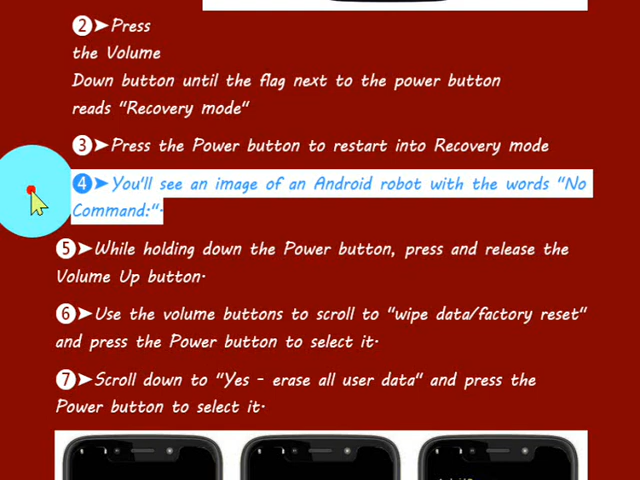 ❷➤Press
the Volume
Down button until the flag next to the power button
reads "Recovery mode"
❸➤Press the Power button to restart into Recovery mode
❹➤You'll see an image of an Android robot with the words "No
Command:".
❺➤While holding down the Power button, press and release the
Volume Up button.
❻➤Use the volume buttons to scroll to "wipe data/factory reset"
and press the Power button to select it.
❼➤Scroll down to "Yes - erase all user data" and press the
Power button to select it.